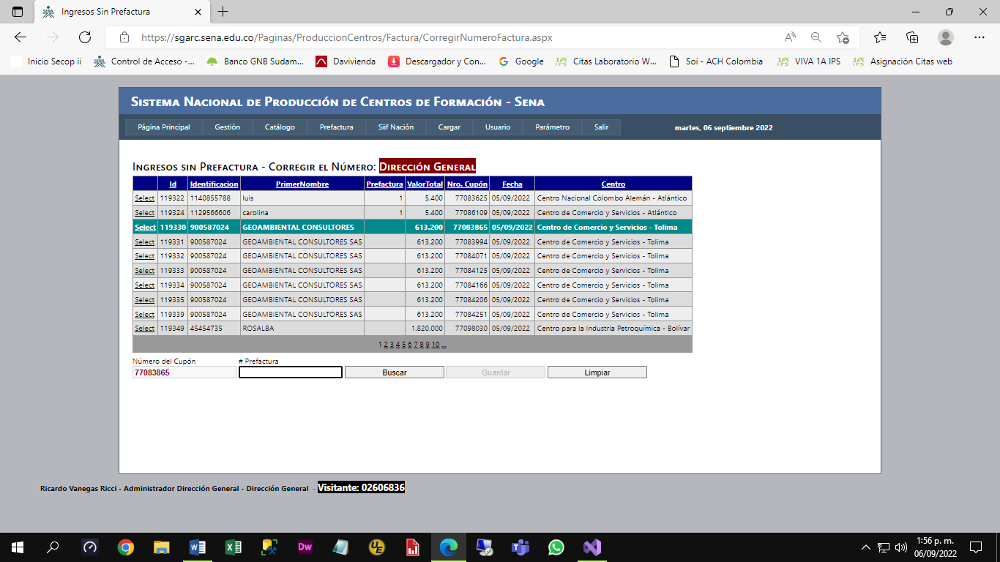 Ingresos Sin Prefactura
https://sgarc.sena.edu.co/Paginas/ProduccionCentros/Factura/CorregirNumeroFactura.aspx
Inicio Secop ii Control de Acceso -... Banco GNB Sudam... Davivienda Descargador y Con... Google Citas Laboratorio W... Soi - ACH Colombia VIVA 1A IPS Asignación Citas web
Sistema Nacional de Producción de Centros de Formación - Sena
Página Principal Gestión Catálogo Prefactura Siif Nación Cargar Usuario Parámetro Salir martes, 06 septiembre 2022
Ingresos sin Prefactura - Corregir el Número: Dirección General
Id Identificacion PrimerNombre Prefactura ValorTotal Nro. Cupón Fecha Centro
Select 119322 1140855788 luis 1 5.400 77083625 05/09/2022 Centro Nacional Colombo Alemán - Atlántico
Select 119324 1129566606 carolina 1 5.400 77086109 05/09/2022 Centro de Comercio y Servicios - Atlántico
Select 119330 900587024 GEOAMBIENTAL CONSULTORES 613.200 77083865 05/09/2022 Centro de Comercio y Servicios - Tolima
Select 119331 900587024 GEOAMBIENTAL CONSULTORES SAS 613.200 77083994 05/09/2022 Centro de Comercio y Servicios - Tolima
Select 119332 900587024 GEOAMBIENTAL CONSULTORES SAS 613.200 77084071 05/09/2022 Centro de Comercio y Servicios - Tolima
Select 119333 900587024 GEOAMBIENTAL CONSULTORES SAS 613.200 77084125 05/09/2022 Centro de Comercio y Servicios - Tolima
Select 119334 900587024 GEOAMBIENTAL CONSULTORES SAS 613.200 77084166 05/09/2022 Centro de Comercio y Servicios - Tolima
Select 119335 900587024 GEOAMBIENTAL CONSULTORES SAS 613.200 77084206 05/09/2022 Centro de Comercio y Servicios - Tolima
Select 119339 900587024 GEOAMBIENTAL CONSULTORES SAS 613.200 77084251 05/09/2022 Centro de Comercio y Servicios - Tolima
Select 119349 45454735 ROSALBA 1.820.000 77098030 05/09/2022 Centro para la Industria Petroquímica - Bolívar
1 2 3 4 5 6 7 8 9 10 ...
Número del Cupón # Prefactura
77083865 Buscar Guardar Limpiar
Ricardo Vanegas Ricci - Administrador Dirección General - Dirección General - Visitante: 02606836
1:56 p. m.
06/09/2022